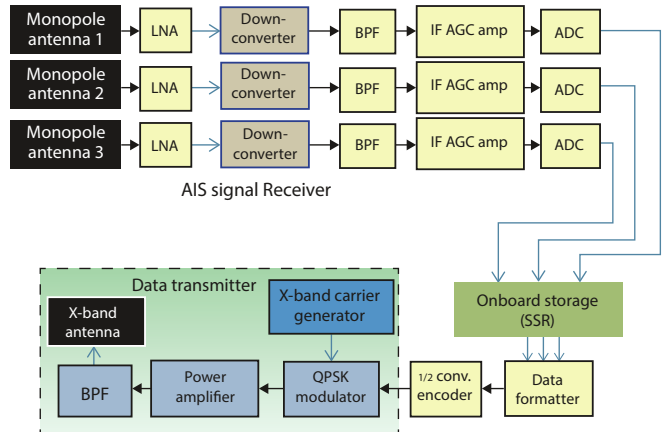 Monopole
antenna 1
LNA
Down-
converter
BPF
IF AGC amp
ADC
Monopole
antenna 2
LNA
Down-
converter
BPF
IF AGC amp
ADC
Monopole
antenna 3
LNA
Down-
converter
BPF
IF AGC amp
ADC
AIS signal Receiver
Data transmitter
X-band
antenna
X-band carrier
generator
Onboard storage
(SSR)
BPF
Power
amplifier
QPSK
modulator
1/2 conv.
encoder
Data
formatter